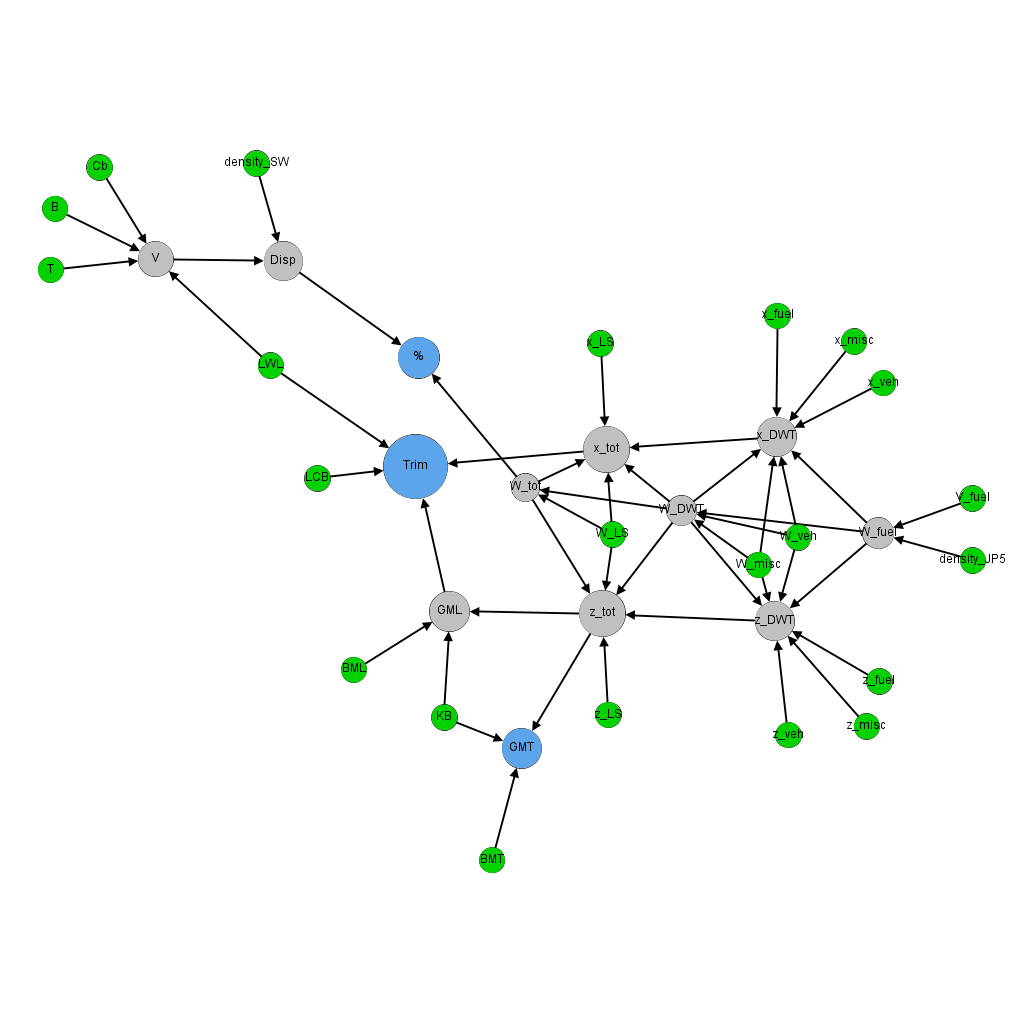 density_SW
Cb
B
V
Disp
T
x_fuel
x_misc
x_LS
%
LWL
x_veh
x_DWT
x_tot
Trim
LCB
W_tot
V_fuel
W_DWT
W_LS
W_veh
W_fuel
density_JP5
W_misc
GML
z_tot
z_DWT
BML
z_fuel
KB
z_LS
z_misc
z_veh
GMT
BMT